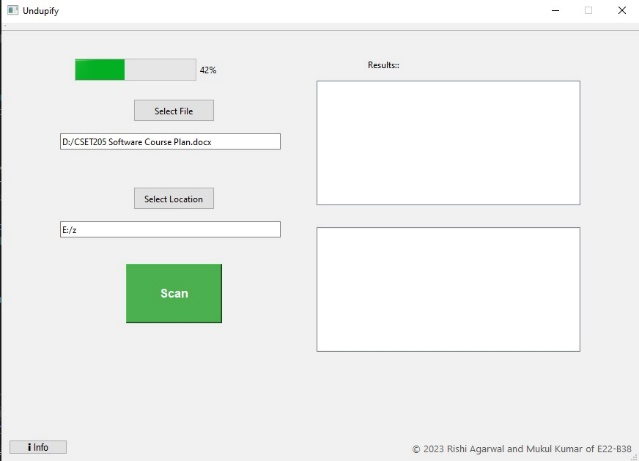 Undupify
42%
Results::
Select File
D:/CSET205 Software Course Plan.docx
Select Location
E:/z
Scan
i Info
© 2023 Rishi Agarwal and Mukul Kumar of E22-B38